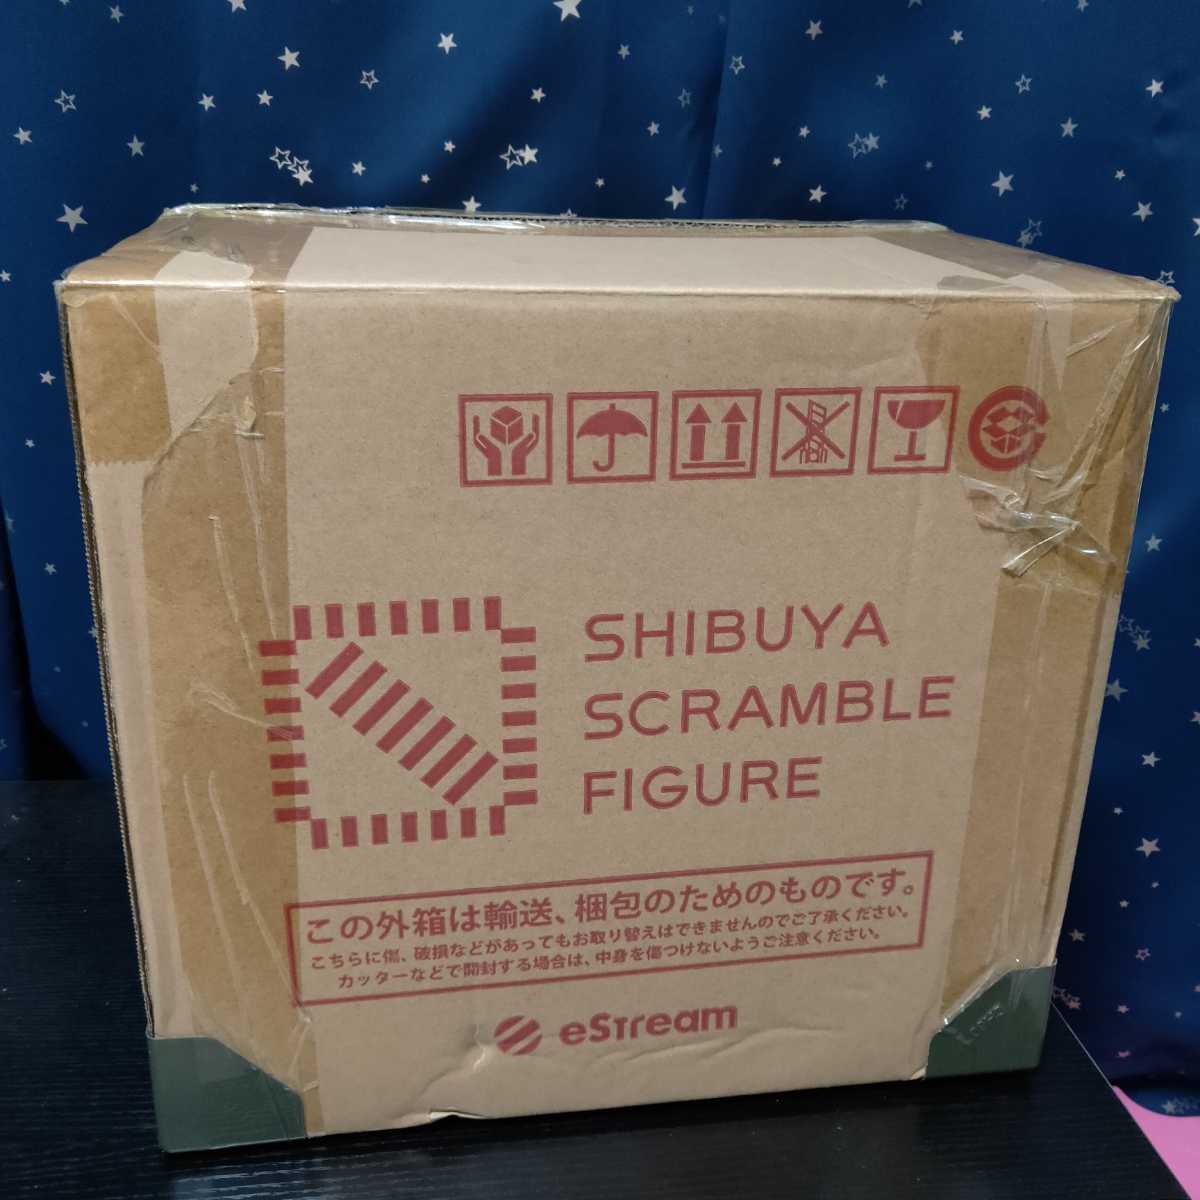 SHIBUYA
SCRAMBLE
FIGURE
この外箱は輸送、梱包のためのものです。
こちらに傷、破損などがあってもお取り替えはできませんのでご了承ください。
カッターなどで開封する場合は、中身を傷つけないようご注意ください。
eStream